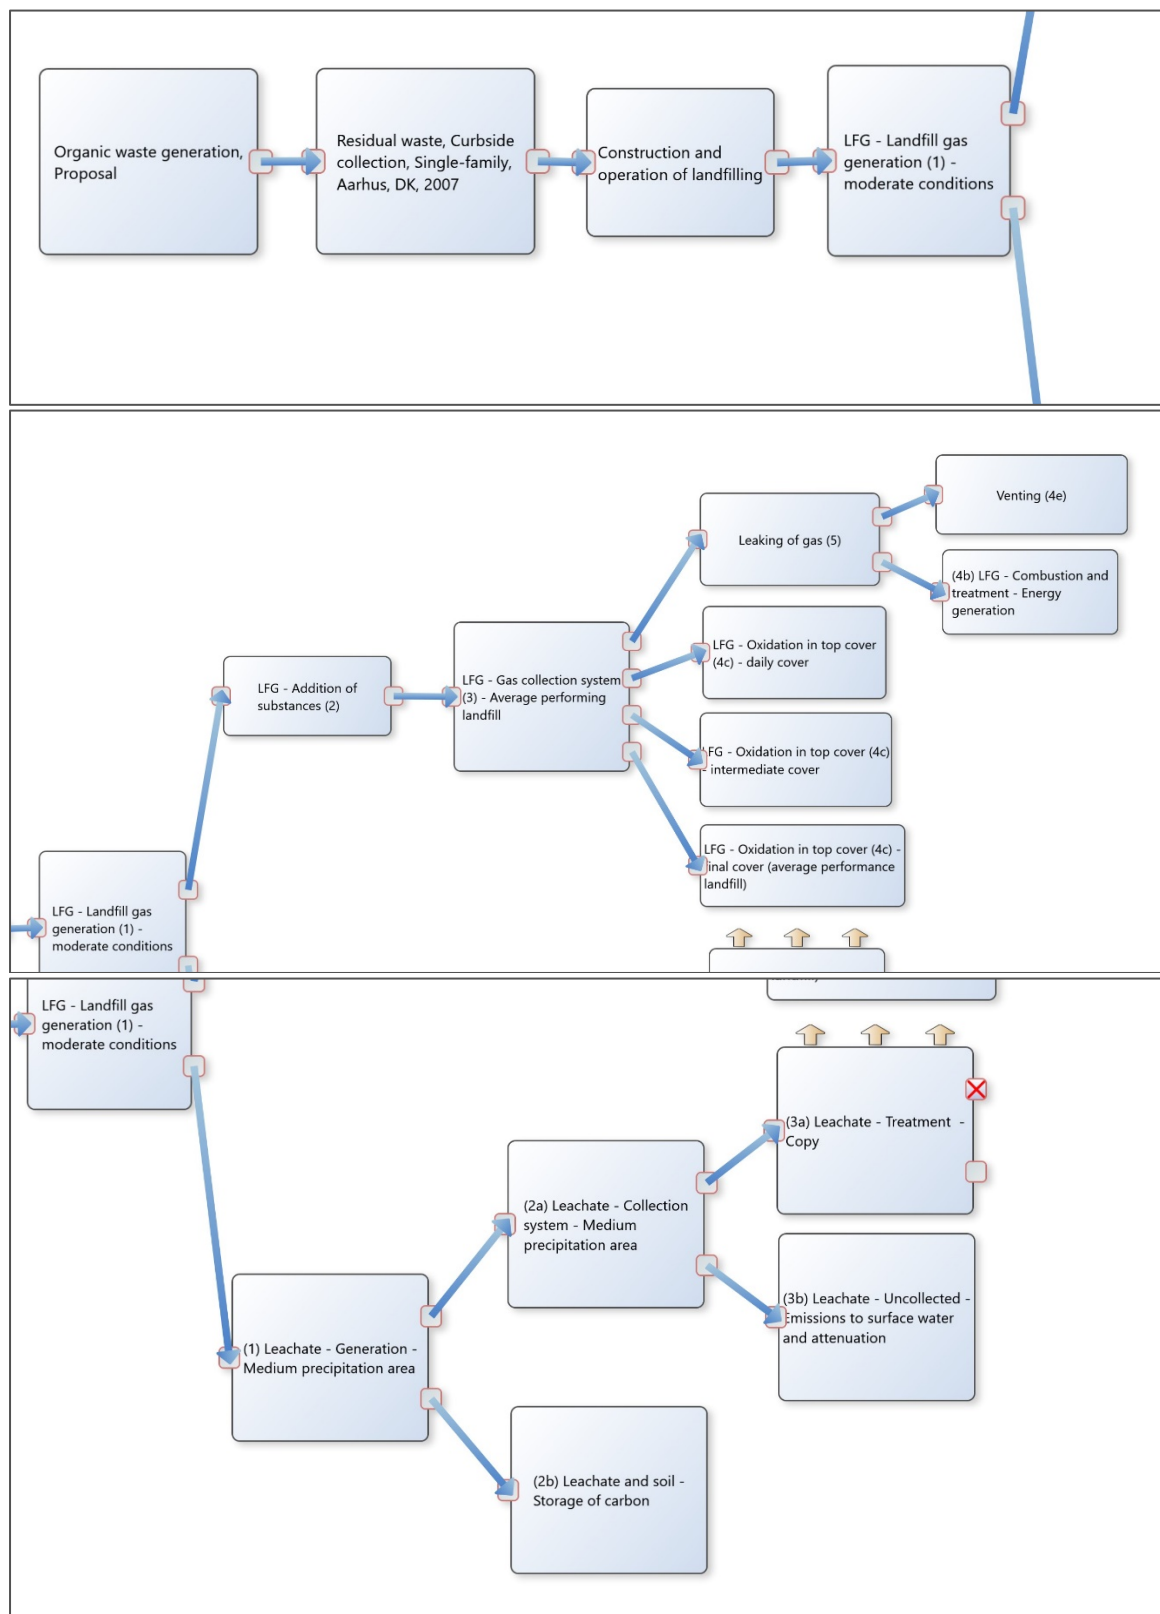 Organic waste generation,
Proposal
Residual waste, Curbside
collection, Single-family,
Aarhus, DK, 2007
Construction and
operation of landfilling
LFG - Landfill gas
generation (1) -
moderate conditions
Venting (4e)
Leaking of gas (5)
(4b) LFG - Combustion and
treatment - Energy
generation
LFG - Oxidation in top cover
(4c) - daily cover
LFG - Addition of
substances (2)
LFG - Gas collection system
(3) - Average performing
landfill
LFG - Oxidation in top cover (4c)
- intermediate cover
LFG - Oxidation in top cover (4c) -
final cover (average performance
landfill)
LFG - Landfill gas
generation (1) -
moderate conditions
LFG - Landfill gas
generation (1) -
moderate conditions
(3a) Leachate - Treatment -
Copy
(2a) Leachate - Collection
system - Medium
precipitation area
(3b) Leachate - Uncollected -
Emissions to surface water
and attenuation
(1) Leachate - Generation -
Medium precipitation area
(2b) Leachate and soil -
Storage of carbon